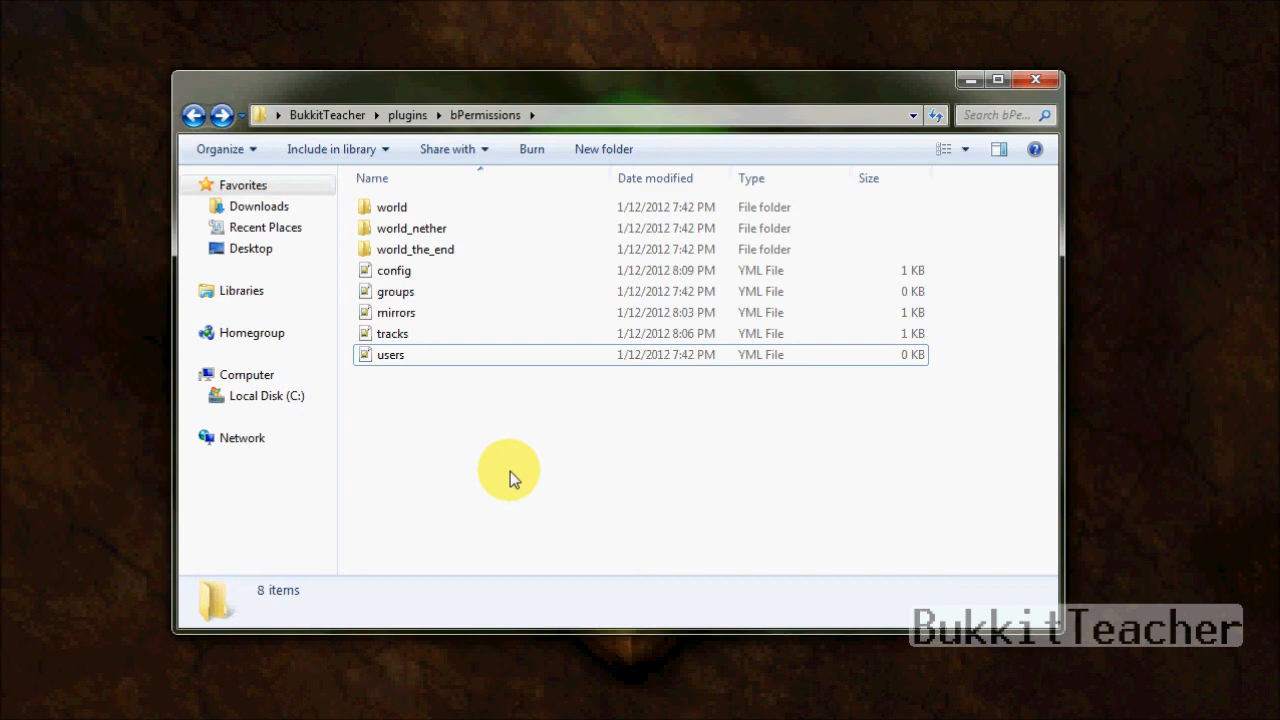 BukkitTeacher plugins bPermissions Search bPe...
Organize Include in library Share with Burn New folder
Favorites
Downloads
Recent Places
Desktop
Libraries
Homegroup
Computer
Local Disk (C:)
Network
Name Date modified Type Size
world 1/12/2012 7:42 PM File folder
world_nether 1/12/2012 7:42 PM File folder
world_the_end 1/12/2012 7:42 PM File folder
config 1/12/2012 8:09 PM YML File 1 KB
groups 1/12/2012 7:42 PM YML File 0 KB
mirrors 1/12/2012 8:03 PM YML File 1 KB
tracks 1/12/2012 8:06 PM YML File 1 KB
users 1/12/2012 7:42 PM YML File 0 KB
8 items
BukkitTeacher